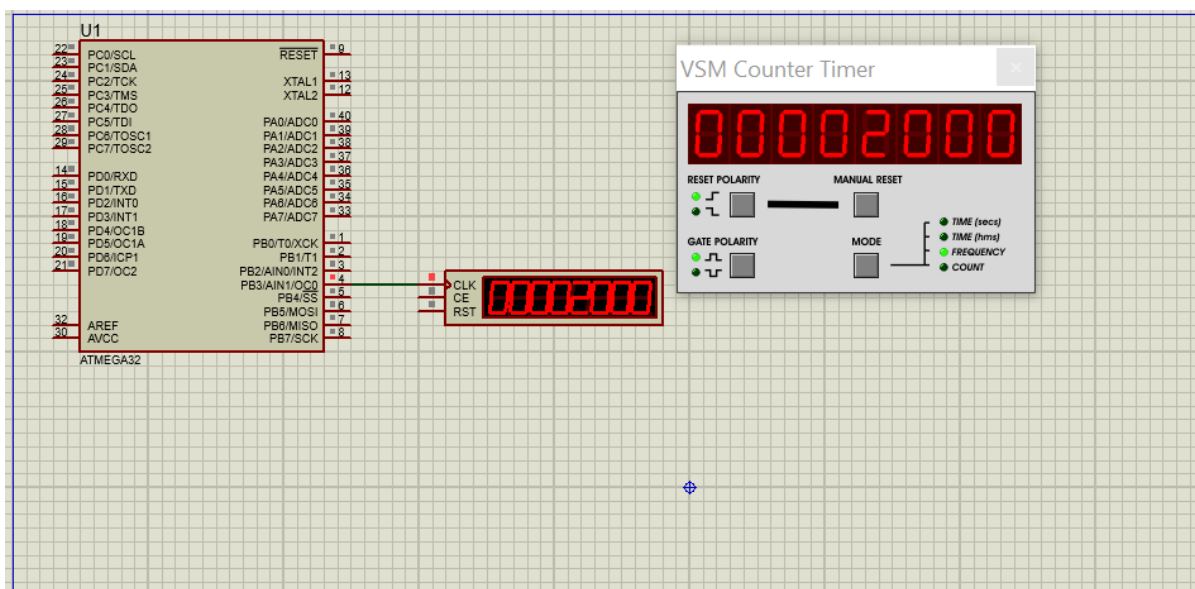 U1
22 PC0/SCL
23 PC1/SDA
24 PC2/TCK
25 PC3/TMS
26 PC4/TDO
27 PC5/TDI
28 PC6/TOSC1
29 PC7/TOSC2
14 PD0/RXD
15 PD1/TXD
16 PD2/INT0
17 PD3/INT1
18 PD4/OC1B
19 PD5/OC1A
20 PD6/ICP1
21 PD7/OC2
32 AREF
30 AVCC
RESET 9
XTAL1 13
XTAL2 12
PA0/ADC0 40
PA1/ADC1 39
PA2/ADC2 38
PA3/ADC3 37
PA4/ADC4 36
PA5/ADC5 35
PA6/ADC6 34
PA7/ADC7 33
PB0/T0/XCK 1
PB1/T1 2
PB2/AIN0/INT2 3
PB3/AIN1/OC0 4
PB4/SS 5
PB5/MOSI 6
PB6/MISO 7
PB7/SCK 8
ATMEGA32
CLK
CE
RST
VSM Counter Timer
00002000
RESET POLARITY
MANUAL RESET
GATE POLARITY
MODE
TIME (secs)
TIME (hms)
FREQUENCY
COUNT